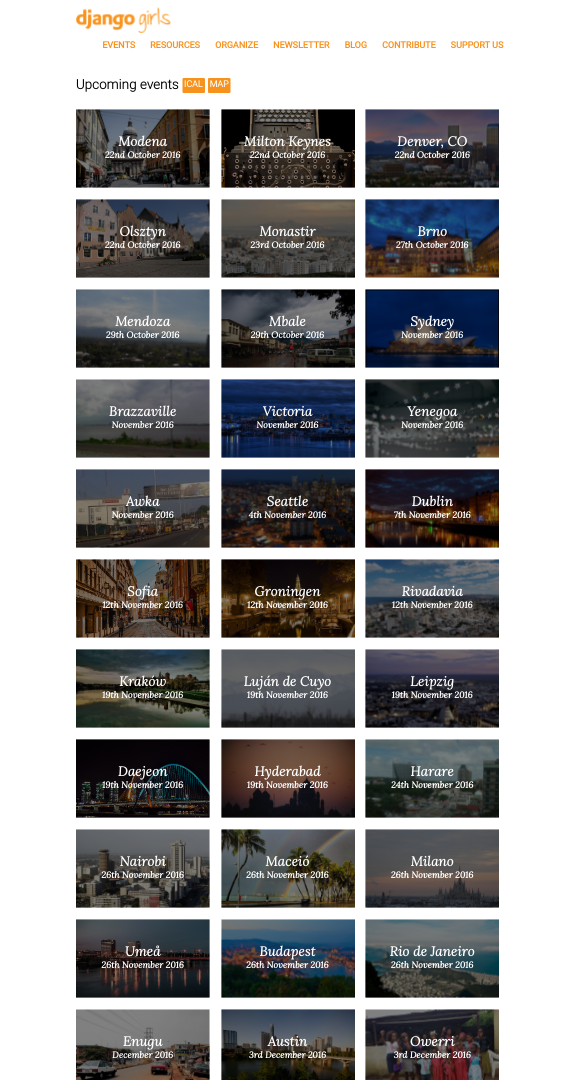 django girls
EVENTS RESOURCES ORGANIZE NEWSLETTER BLOG CONTRIBUTE SUPPORT US
Upcoming events ICAL MAP
Modena
22nd October 2016
Milton Keynes
22nd October 2016
Denver, CO
22nd October 2016
Olsztyn
22nd October 2016
Monastir
23rd October 2016
Brno
27th October 2016
Mendoza
29th October 2016
Mbale
29th October 2016
Sydney
November 2016
Brazzaville
November 2016
Victoria
November 2016
Yenegoa
November 2016
Awka
November 2016
Seattle
4th November 2016
Dublin
7th November 2016
Sofia
12th November 2016
Groningen
12th November 2016
Rivadavia
12th November 2016
Kraków
19th November 2016
Luján de Cuyo
19th November 2016
Leipzig
19th November 2016
Daejeon
19th November 2016
Hyderabad
19th November 2016
Harare
24th November 2016
Nairobi
26th November 2016
Maceió
26th November 2016
Milano
26th November 2016
Umeå
26th November 2016
Budapest
26th November 2016
Rio de Janeiro
26th November 2016
Enugu
December 2016
Austin
3rd December 2016
Owerri
3rd December 2016